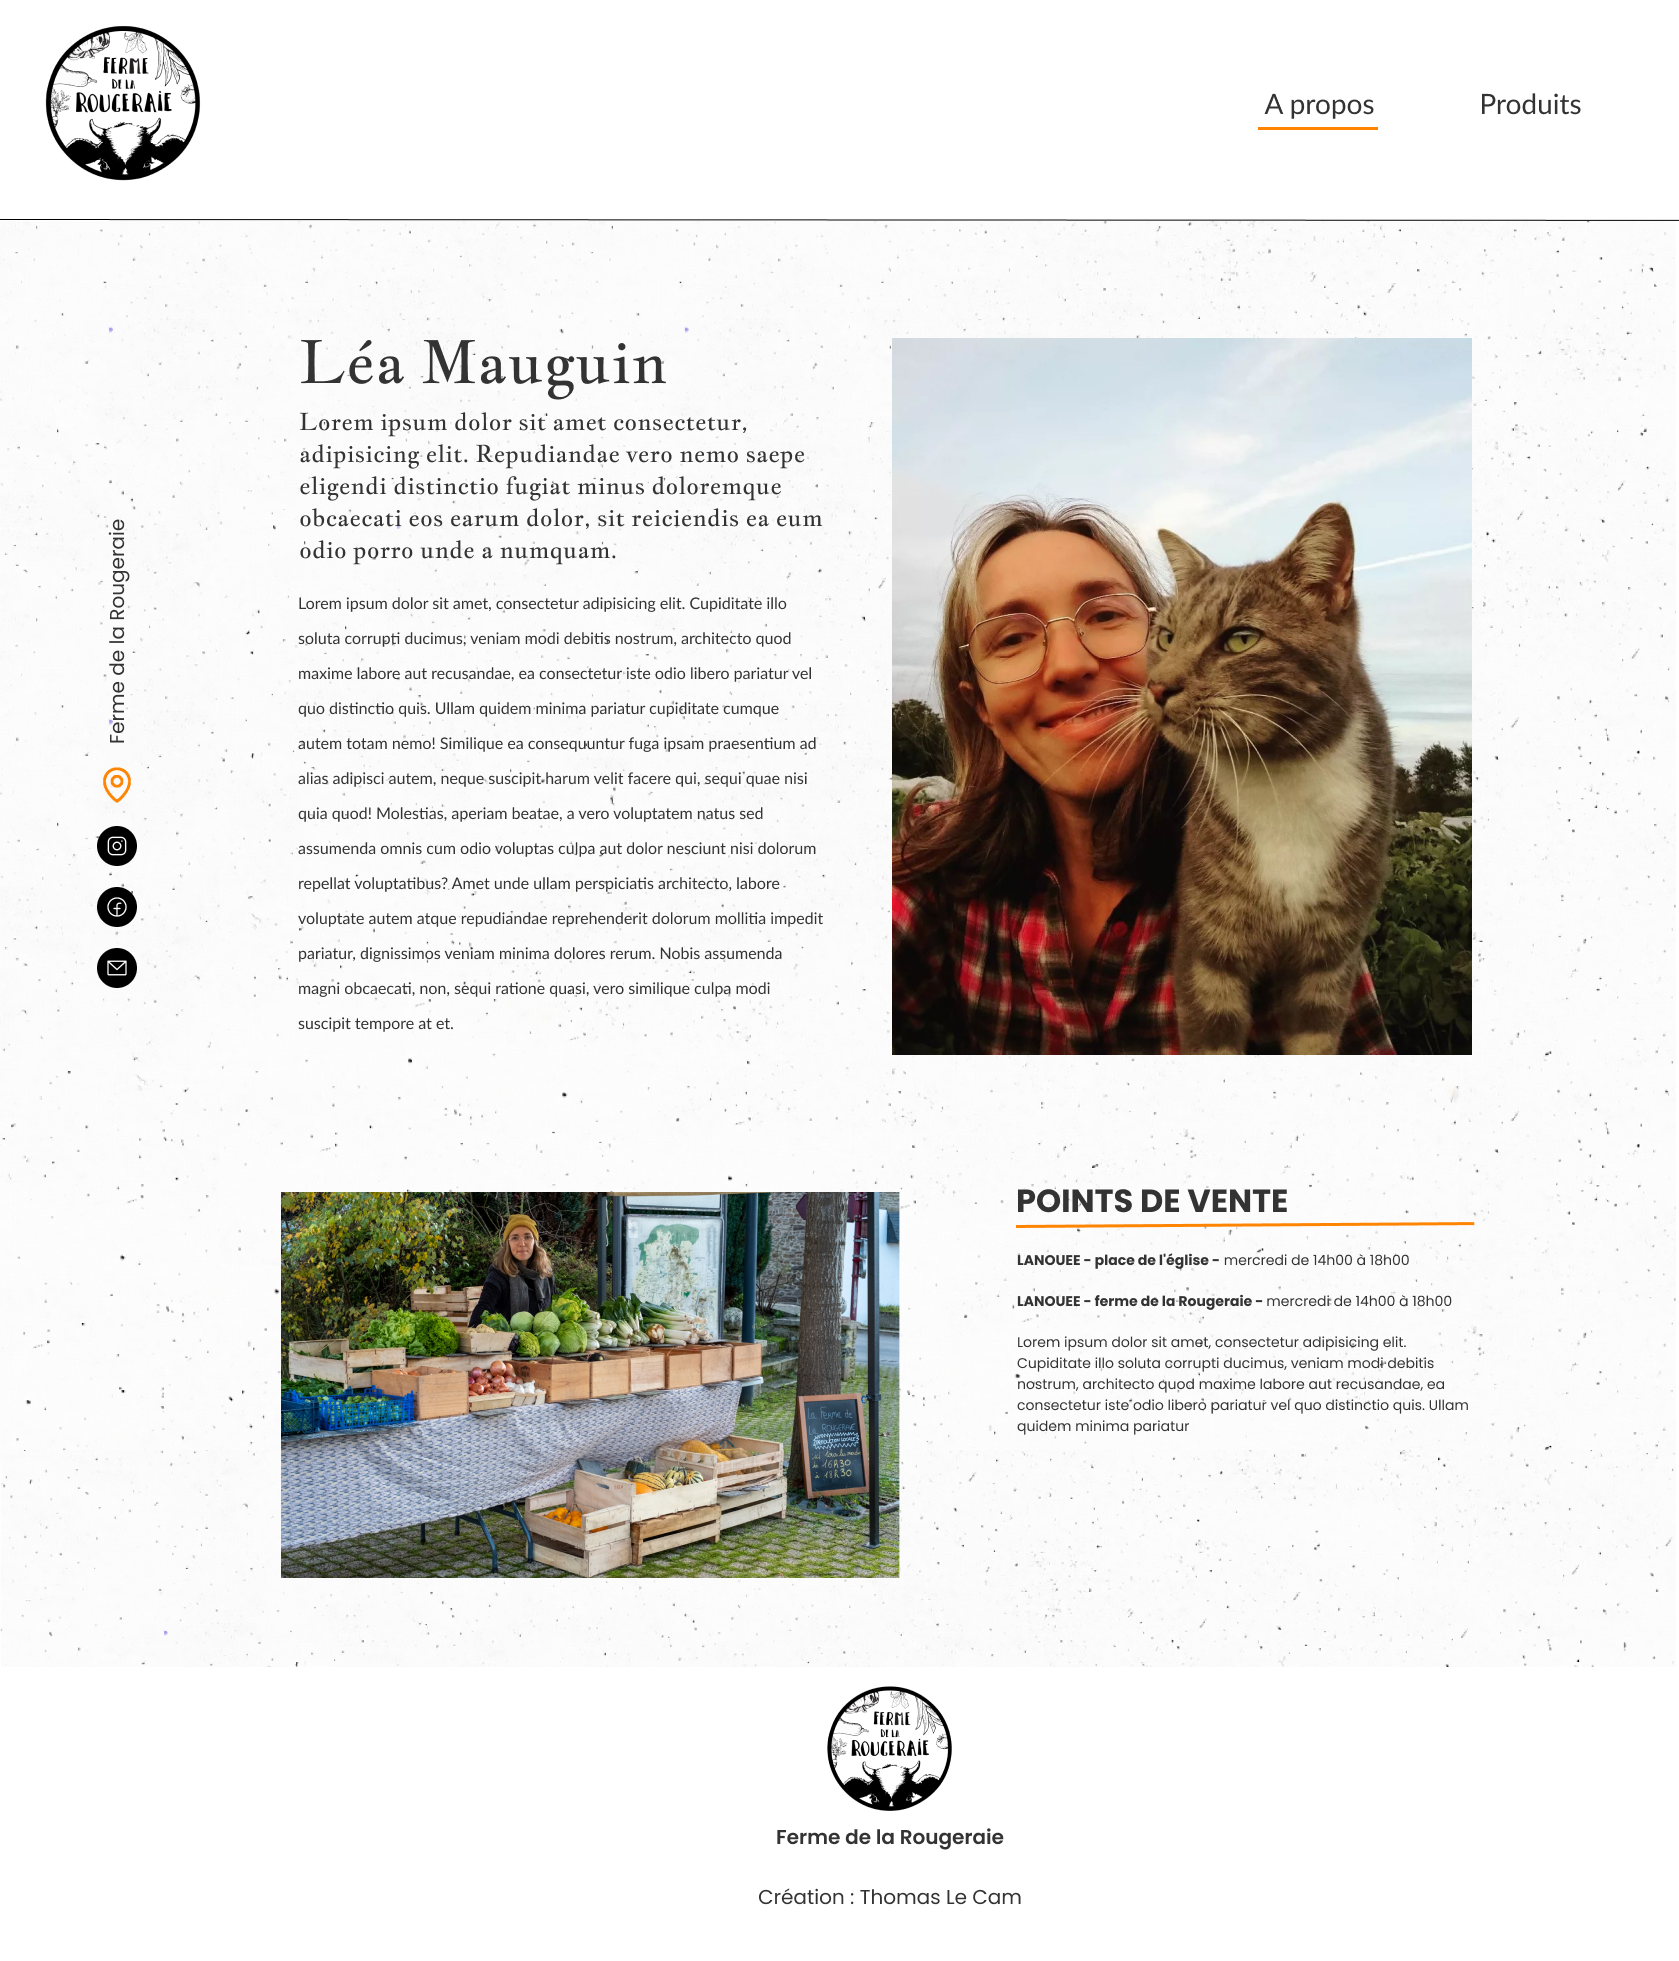 FERME
DE LA
ROUGERAIE
A propos
Produits
Ferme de la Rougeraie
Léa Mauguin
Lorem ipsum dolor sit amet consectetur,
adipisicing elit. Repudiandae vero nemo saepe
eligendi distinctio fugiat minus doloremque
obcaecati eos earum dolor, sit reiciendis ea eum
odio porro unde a numquam.
Lorem ipsum dolor sit amet, consectetur adipisicing elit. Cupiditate illo
soluta corrupti ducimus, veniam modi debitis nostrum, architecto quod
maxime labore aut recusandae, ea consectetur iste odio libero pariatur vel
quo distinctio quis. Ullam quidem minima pariatur cupiditate cumque
autem totam nemo! Similique ea consequuntur fuga ipsam praesentium ad
alias adipisci autem, neque suscipit harum velit facere qui, sequi quae nisi
quia quod! Molestias, aperiam beatae, a vero voluptatem natus sed
assumenda omnis cum odio voluptas culpa aut dolor nesciunt nisi dolorum
repellat voluptatibus? Amet unde ullam perspiciatis architecto, labore
voluptate autem atque repudiandae reprehenderit dolorum mollitia impedit
pariatur, dignissimos veniam minima dolores rerum. Nobis assumenda
magni obcaecati, non, sequi ratione quasi, vero similique culpa modi
suscipit tempore at et.
La Ferme de
LA ROUGERAIE
PRODUCTION LOCALE
16H30
à 18H30
POINTS DE VENTE
LANOUEE - place de l'église - mercredi de 14h00 à 18h00
LANOUEE - ferme de la Rougeraie - mercredi de 14h00 à 18h00
Lorem ipsum dolor sit amet, consectetur adipisicing elit.
Cupiditate illo soluta corrupti ducimus, veniam modi debitis
nostrum, architecto quod maxime labore aut recusandae, ea
consectetur iste odio libero pariatur vel quo distinctio quis. Ullam
quidem minima pariatur
FERME
DE LA
ROUGERAIE
Ferme de la Rougeraie
Création : Thomas Le Cam